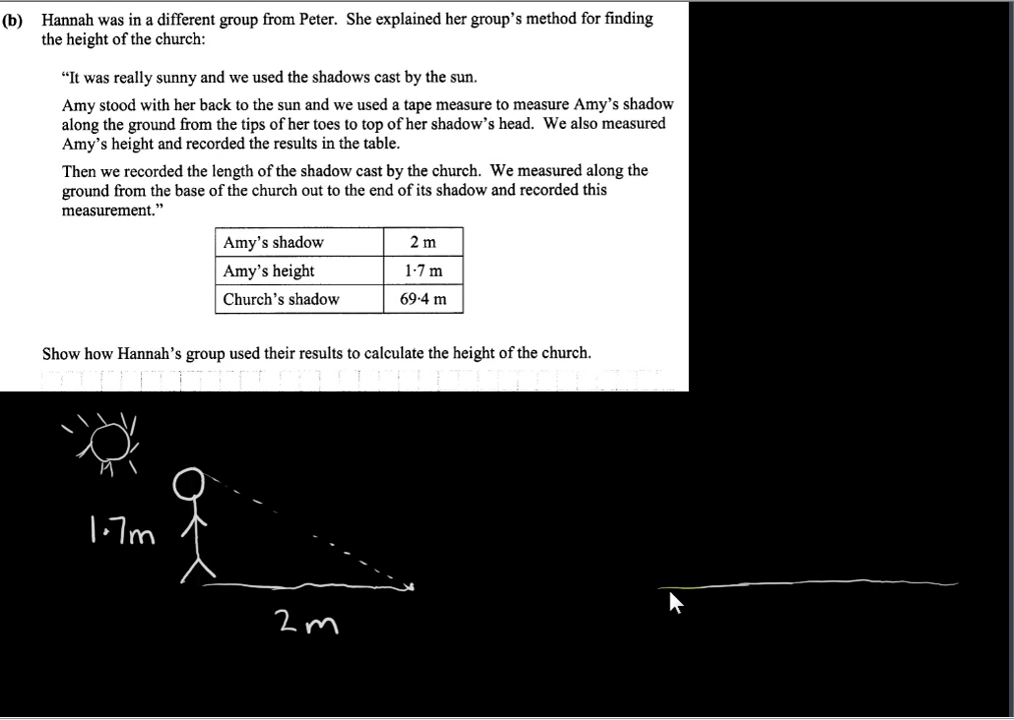 (b) Hannah was in a different group from Peter. She explained her group's method for finding
the height of the church:
“It was really sunny and we used the shadows cast by the sun.
Amy stood with her back to the sun and we used a tape measure to measure Amy's shadow
along the ground from the tips of her toes to top of her shadow's head. We also measured
Amy's height and recorded the results in the table.
Then we recorded the length of the shadow cast by the church. We measured along the
ground from the base of the church out to the end of its shadow and recorded this
measurement.”
Amy's shadow 2 m
Amy's height 1·7 m
Church's shadow 69·4 m
Show how Hannah's group used their results to calculate the height of the church.
1.7m
2m